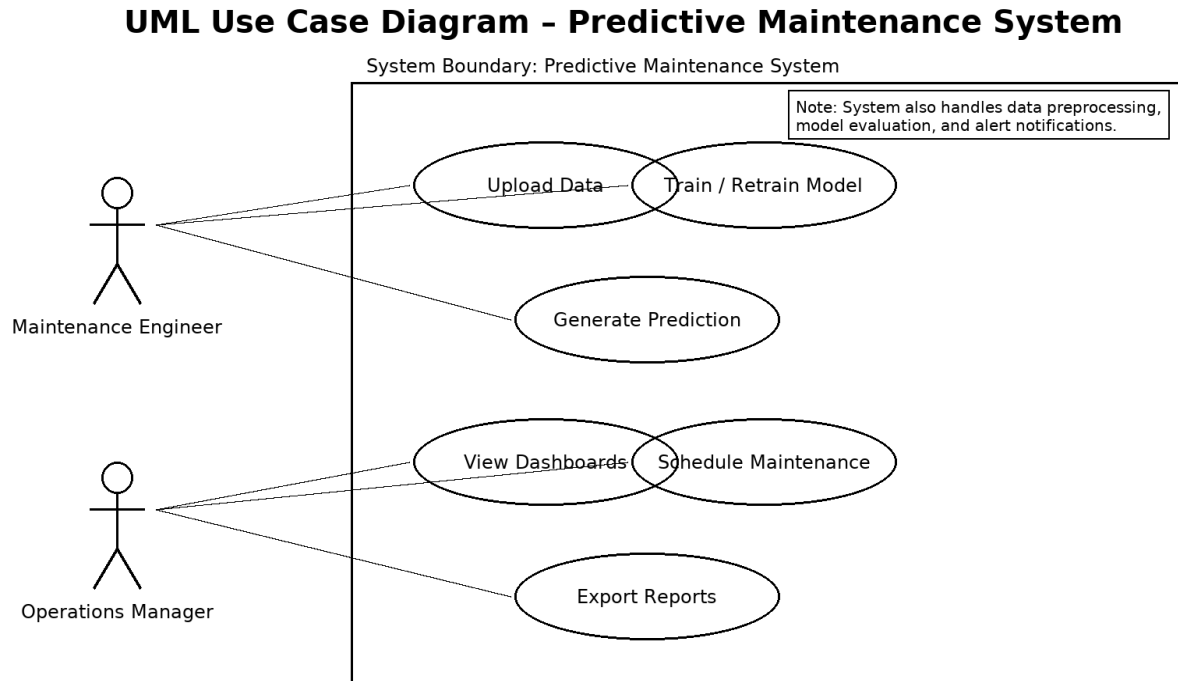 UML Use Case Diagram – Predictive Maintenance System
System Boundary: Predictive Maintenance System
Note: System also handles data preprocessing,
model evaluation, and alert notifications.
Upload Data
Train / Retrain Model
Maintenance Engineer
Generate Prediction
View Dashboards
Schedule Maintenance
Operations Manager
Export Reports